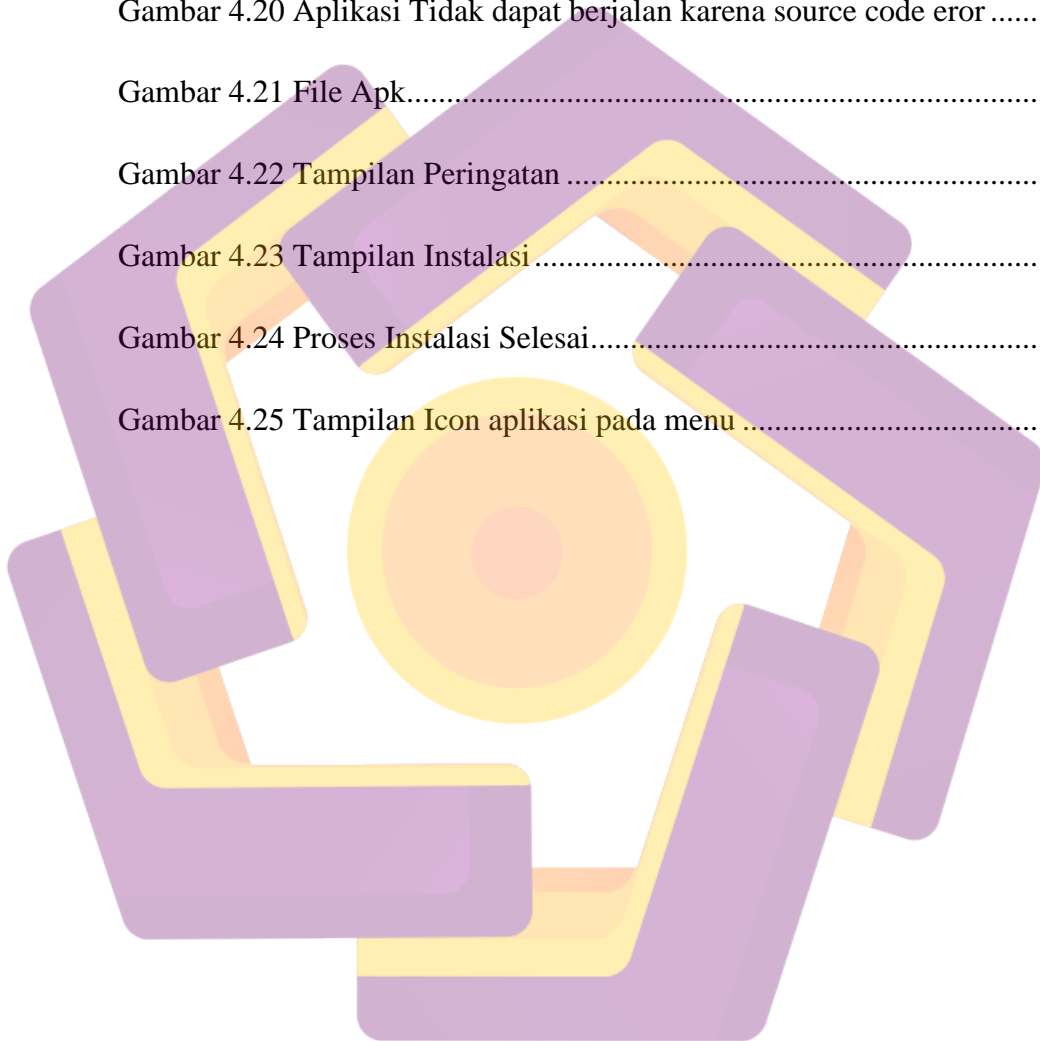 Gambar 4.20 Aplikasi Tidak dapat berjalan karena source code eror ......
Gambar 4.21 File Apk...............................................................................
Gambar 4.22 Tampilan Peringatan ...........................................................
Gambar 4.23 Tampilan Instalasi ...............................................................
Gambar 4.24 Proses Instalasi Selesai........................................................
Gambar 4.25 Tampilan Icon aplikasi pada menu .....................................